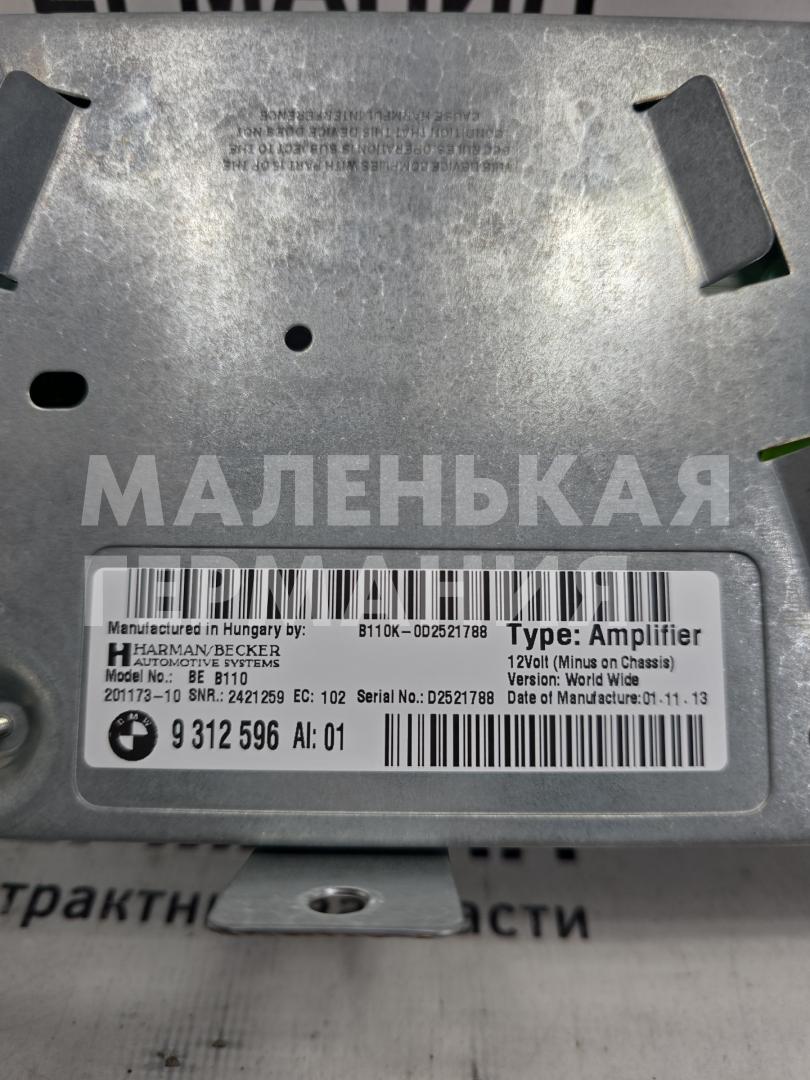 CAUSE HARMFUL INTERFERENCE
CONDITION THAT THIS DEVICE DOES NOT
FCC RULES. OPERATION IS SUBJECT TO THE
THIS DEVICE COMPLIES WITH PART 15 OF THE
МАЛЕНЬКАЯ
ГЕРМАНИЯ
Manufactured in Hungary by:
B110K-0D2521788
Type: Amplifier
HARMAN/BECKER
AUTOMOTIVE SYSTEMS
12Volt (Minus on Chassis)
Model No.: BE B110
Version: World Wide
201173-10 SNR.: 2421259 EC: 102 Serial No.: D2521788 Date of Manufacture:01.11.13
BMW
9 312 596 AI: 01